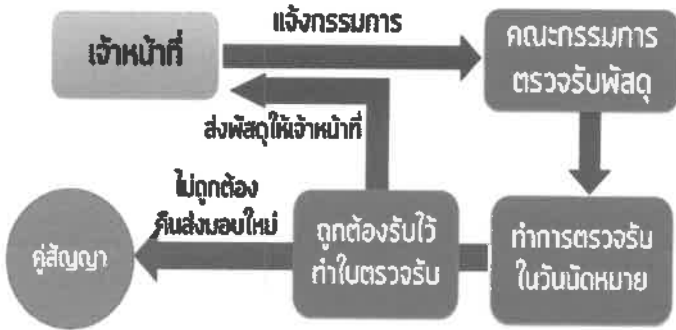 แจ้งกรรมการ
เจ้าหน้าที่
คณะกรรมการ
ตรวจรับพัสดุ
ส่งพัสดุให้เจ้าหน้าที่
ไม่ถูกต้อง
คืนส่งมอบใหม่
คู่สัญญา
ถูกต้องรับไว้
ทำใบตรวจรับ
ทำการตรวจรับ
ในวันนัดหมาย